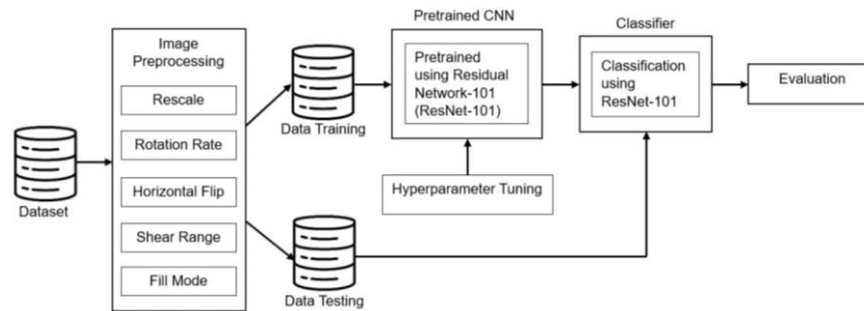 Dataset
Image
Preprocessing
Rescale
Rotation Rate
Horizontal Flip
Shear Range
Fill Mode
Data Training
Data Testing
Pretrained CNN
Pretrained
using Residual
Network-101
(ResNet-101)
Hyperparameter Tuning
Classifier
Classification
using
ResNet-101
Evaluation